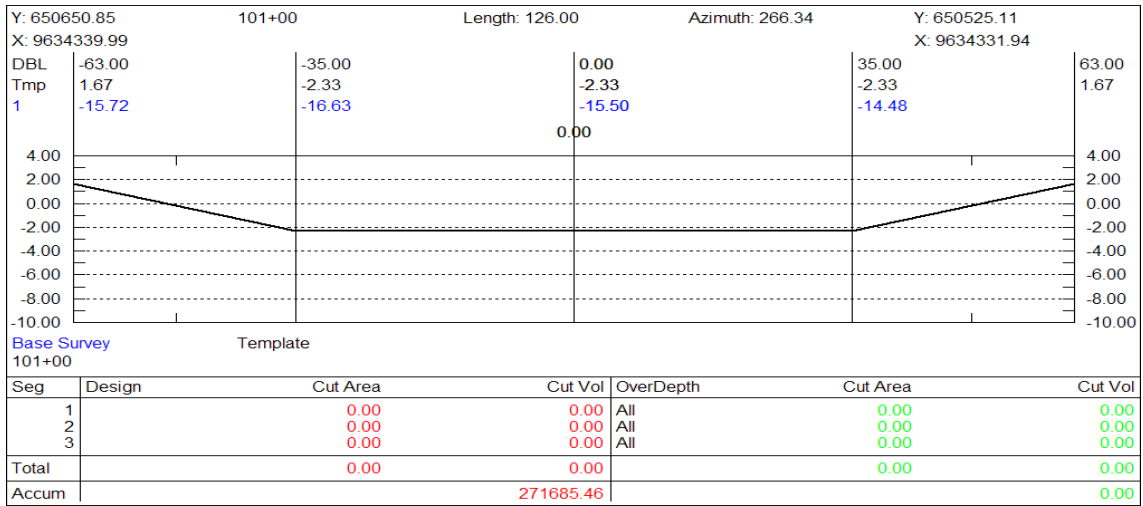 Y: 650650.85 101+00 Length: 126.00 Azimuth: 266.34 Y: 650525.11
X: 9634339.99 X: 9634331.94
DBL -63.00 -35.00 0.00 35.00 63.00
Tmp 1.67 -2.33 -2.33 -2.33 1.67
1 -15.72 -16.63 -15.50 -14.48
0.00
4.00 4.00
2.00 2.00
0.00 0.00
-2.00 -2.00
-4.00 -4.00
-6.00 -6.00
-8.00 -8.00
-10.00 -10.00
Base Survey Template
101+00
Seg Design Cut Area Cut Vol OverDepth Cut Area Cut Vol
1 0.00 0.00 All 0.00 0.00
2 0.00 0.00 All 0.00 0.00
3 0.00 0.00 All 0.00 0.00
Total 0.00 0.00 0.00 0.00
Accum 271685.46 0.00